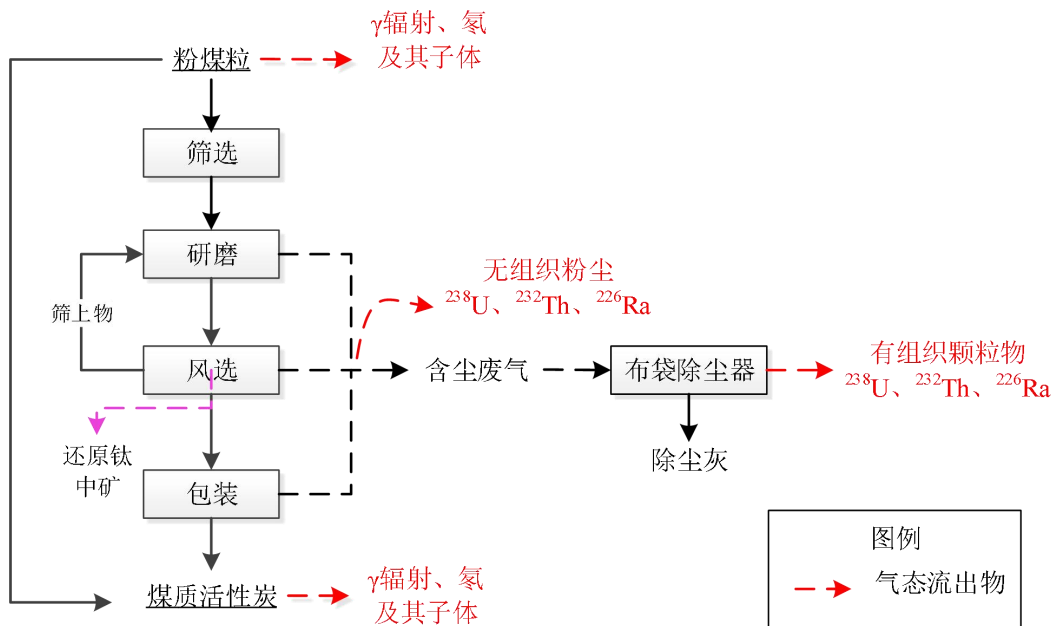 γ辐射、氡
及其子体
粉煤粒
筛选
研磨
无组织粉尘
²³⁸U、²³²Th、²²⁶Ra
筛上物
风选
含尘废气
布袋除尘器
有组织颗粒物
²³⁸U、²³²Th、²²⁶Ra
还原钛
中矿
除尘灰
包装
图例
气态流出物
煤质活性炭
γ辐射、氡
及其子体